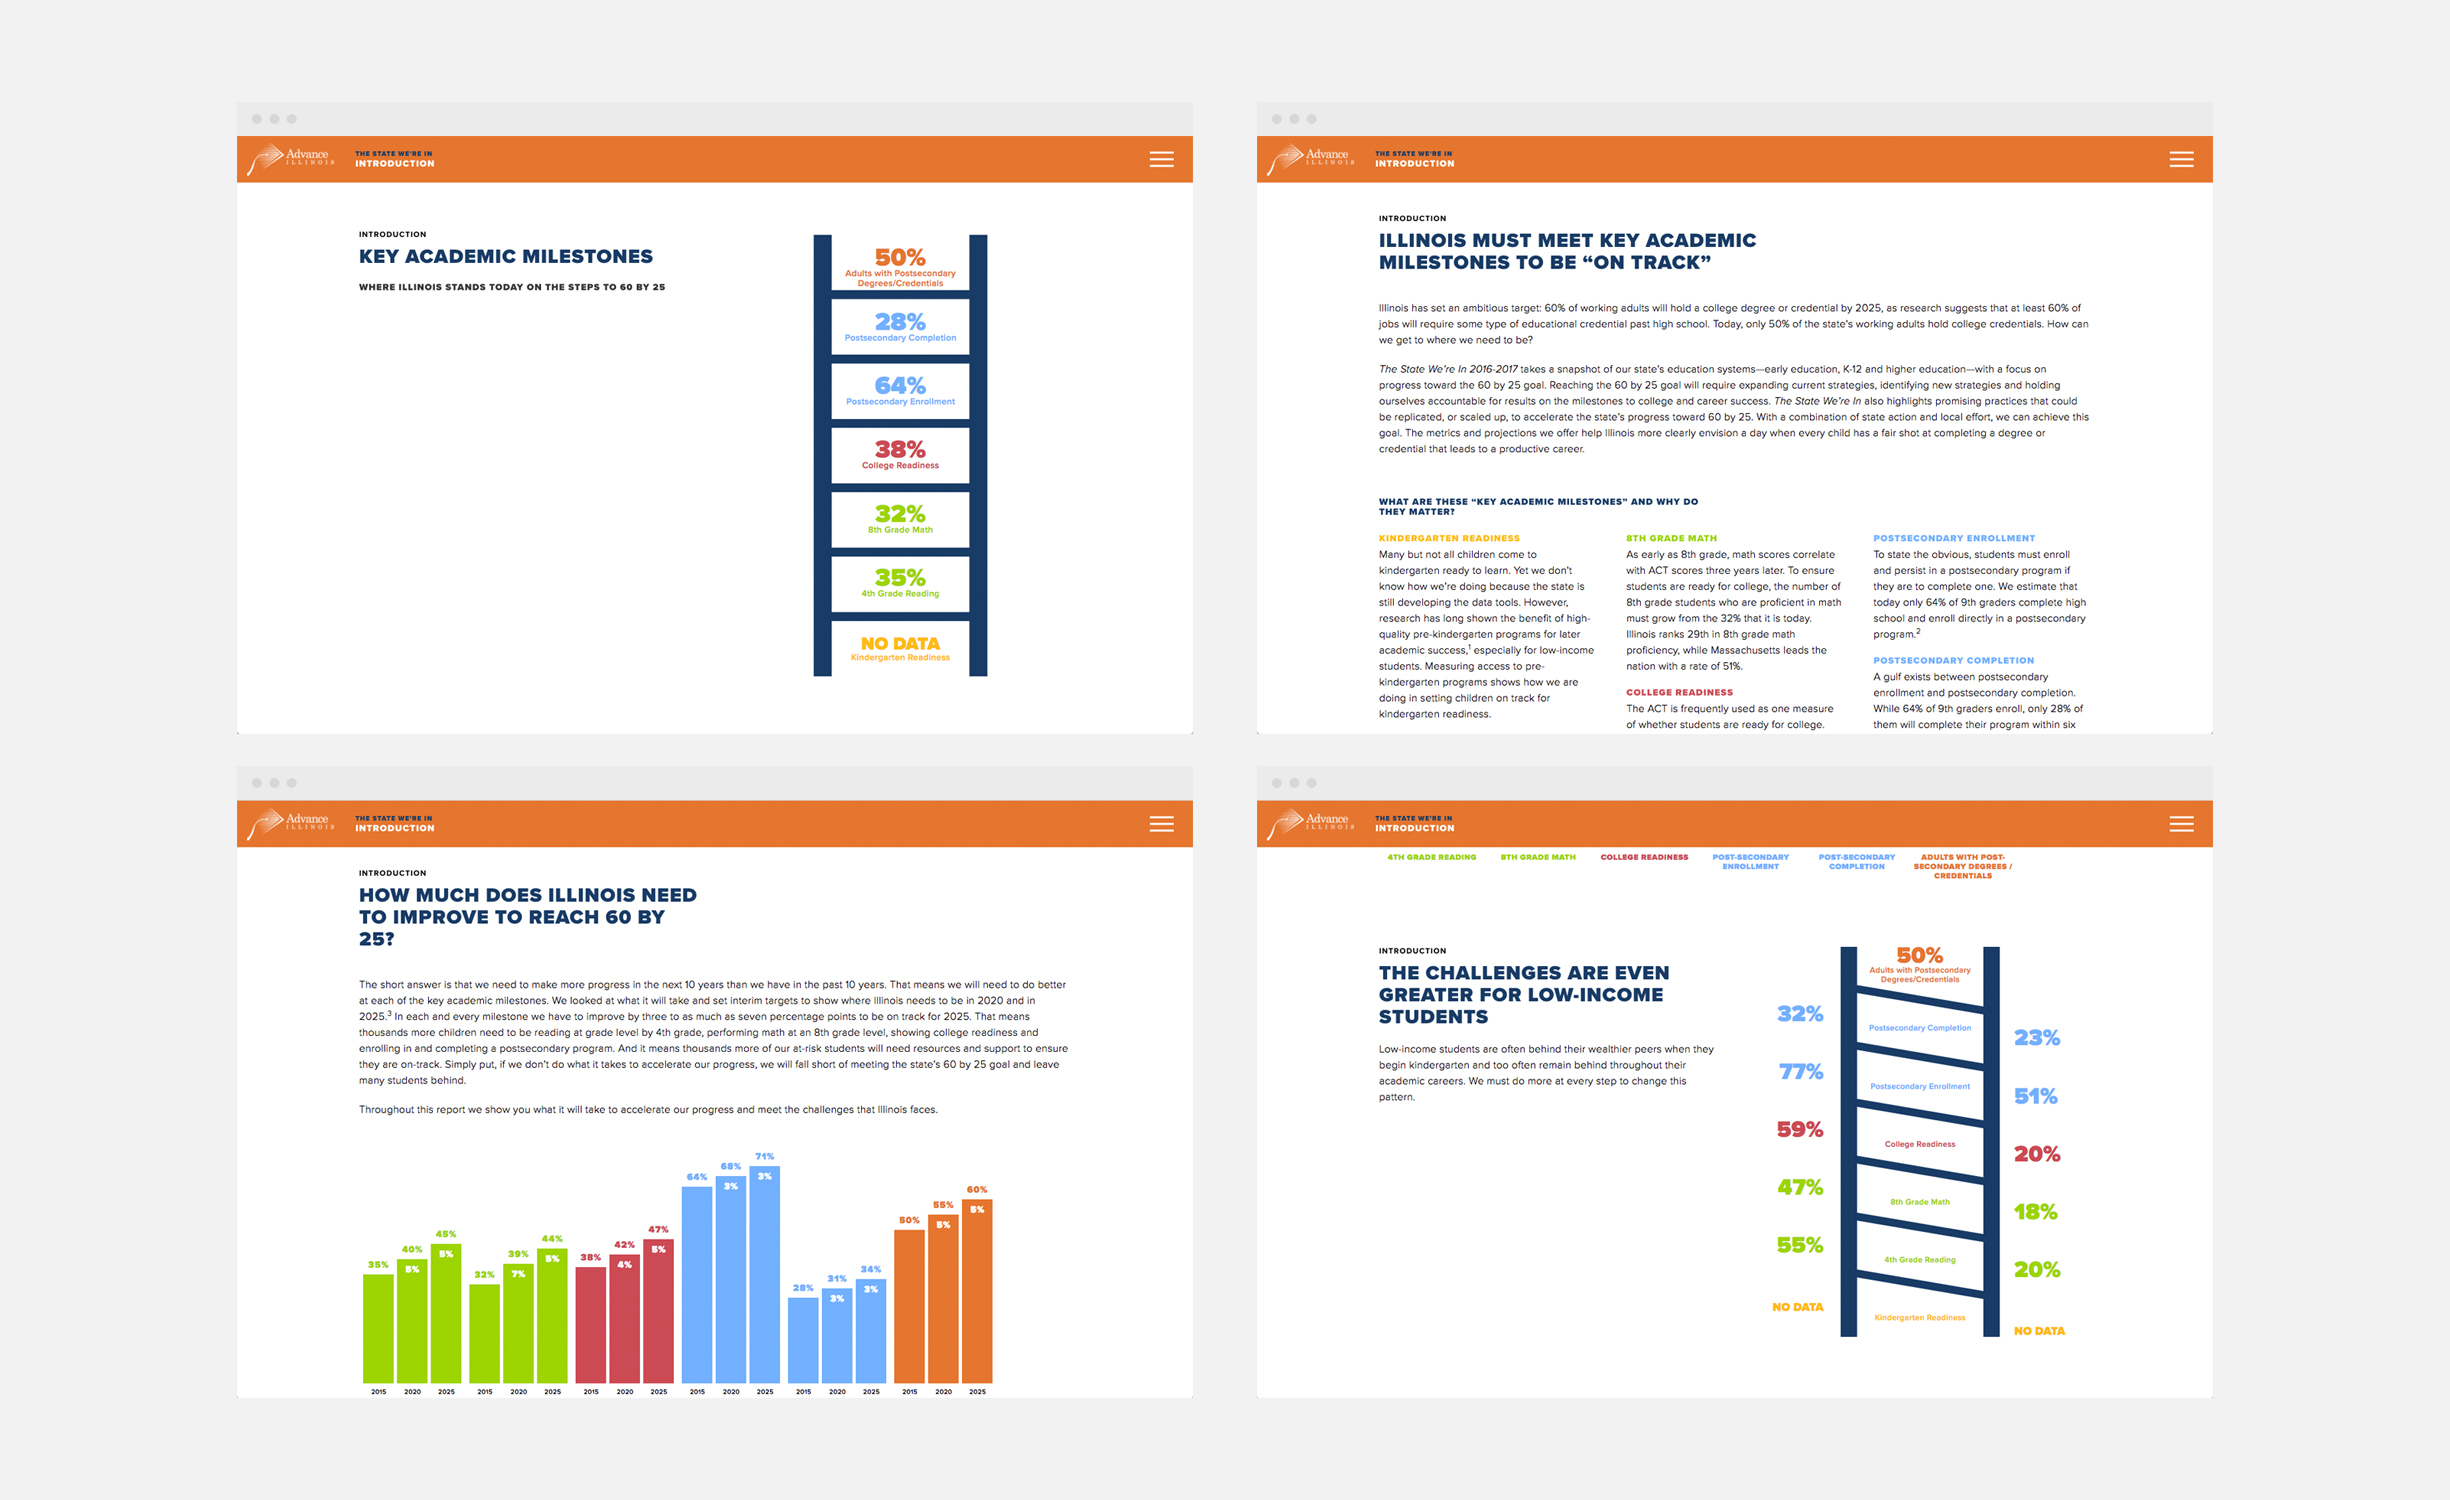 Advance
ILLINOIS
THE STATE WE'RE IN
INTRODUCTION
INTRODUCTION
KEY ACADEMIC MILESTONES
WHERE ILLINOIS STANDS TODAY ON THE STEPS TO 60 BY 25
50%
Adults with Postsecondary
Degrees/Credentials
28%
Postsecondary Completion
64%
Postsecondary Enrollment
38%
College Readiness
32%
8th Grade Math
35%
4th Grade Reading
NO DATA
Kindergarten Readiness
Advance
ILLINOIS
THE STATE WE'RE IN
INTRODUCTION
INTRODUCTION
ILLINOIS MUST MEET KEY ACADEMIC
MILESTONES TO BE “ON TRACK”
Illinois has set an ambitious target: 60% of working adults will hold a college degree or credential by 2025, as research suggests that at least 60% of
jobs will require some type of educational credential past high school. Today, only 50% of the state’s working adults hold college credentials. How can
we get to where we need to be?
The State We’re In 2016-2017 takes a snapshot of our state’s education systems—early education, K-12 and higher education—with a focus on
progress toward the 60 by 25 goal. Reaching the 60 by 25 goal will require expanding current strategies, identifying new strategies and holding
ourselves accountable for results on the milestones to college and career success. The State We’re In also highlights promising practices that could
be replicated, or scaled up, to accelerate the state’s progress toward 60 by 25. With a combination of state action and local effort, we can achieve this
goal. The metrics and projections we offer help Illinois more clearly envision a day when every child has a fair shot at completing a degree or
credential that leads to a productive career.
WHAT ARE THESE “KEY ACADEMIC MILESTONES” AND WHY DO
THEY MATTER?
KINDERGARTEN READINESS
Many but not all children come to
kindergarten ready to learn. Yet we don’t
know how we’re doing because the state is
still developing the data tools. However,
research has long shown the benefit of high-
quality pre-kindergarten programs for later
academic success,1 especially for low-income
students. Measuring access to pre-
kindergarten programs shows how we are
doing in setting children on track for
kindergarten readiness.
8TH GRADE MATH
As early as 8th grade, math scores correlate
with ACT scores three years later. To ensure
students are ready for college, the number of
8th grade students who are proficient in math
must grow from the 32% that it is today.
Illinois ranks 29th in 8th grade math
proficiency, while Massachusetts leads the
nation with a rate of 51%.
COLLEGE READINESS
The ACT is frequently used as one measure
of whether students are ready for college.
POSTSECONDARY ENROLLMENT
To state the obvious, students must enroll
and persist in a postsecondary program if
they are to complete one. We estimate that
today only 64% of 9th graders complete high
school and enroll directly in a postsecondary
program.2
POSTSECONDARY COMPLETION
A gulf exists between postsecondary
enrollment and postsecondary completion.
While 64% of 9th graders enroll, only 28% of
them will complete their program within six
Advance
ILLINOIS
THE STATE WE'RE IN
INTRODUCTION
INTRODUCTION
HOW MUCH DOES ILLINOIS NEED
TO IMPROVE TO REACH 60 BY
25?
The short answer is that we need to make more progress in the next 10 years than we have in the past 10 years. That means we will need to do better
at each of the key academic milestones. We looked at what it will take and set interim targets to show where Illinois needs to be in 2020 and in
2025.3 In each and every milestone we have to improve by three to as much as seven percentage points to be on track for 2025. That means
thousands more children need to be reading at grade level by 4th grade, performing math at an 8th grade level, showing college readiness and
enrolling in and completing a postsecondary program. And it means thousands more of our at-risk students will need resources and support to ensure
they are on-track. Simply put, if we don’t do what it takes to accelerate our progress, we will fall short of meeting the state’s 60 by 25 goal and leave
many students behind.
Throughout this report we show you what it will take to accelerate our progress and meet the challenges that Illinois faces.
35% 40% 45% 32% 39% 44% 38% 42% 47% 64% 68% 71% 28% 31% 34% 50% 55% 60%
5% 5% 7% 5% 4% 5% 3% 3% 3% 3% 5% 5%
2015 2020 2025 2015 2020 2025 2015 2020 2025 2015 2020 2025 2015 2020 2025 2015 2020 2025
Advance
ILLINOIS
THE STATE WE'RE IN
INTRODUCTION
4TH GRADE READING
8TH GRADE MATH
COLLEGE READINESS
POST-SECONDARY
ENROLLMENT
POST-SECONDARY
COMPLETION
ADULTS WITH POST-
SECONDARY DEGREES /
CREDENTIALS
INTRODUCTION
THE CHALLENGES ARE EVEN
GREATER FOR LOW-INCOME
STUDENTS
Low-income students are often behind their wealthier peers when they
begin kindergarten and too often remain behind throughout their
academic careers. We must do more at every step to change this
pattern.
50%
Adults with Postsecondary
Degrees/Credentials
32% Postsecondary Completion 23%
77% Postsecondary Enrollment 51%
59% College Readiness 20%
47% 8th Grade Math 18%
55% 4th Grade Reading 20%
NO DATA Kindergarten Readiness NO DATA